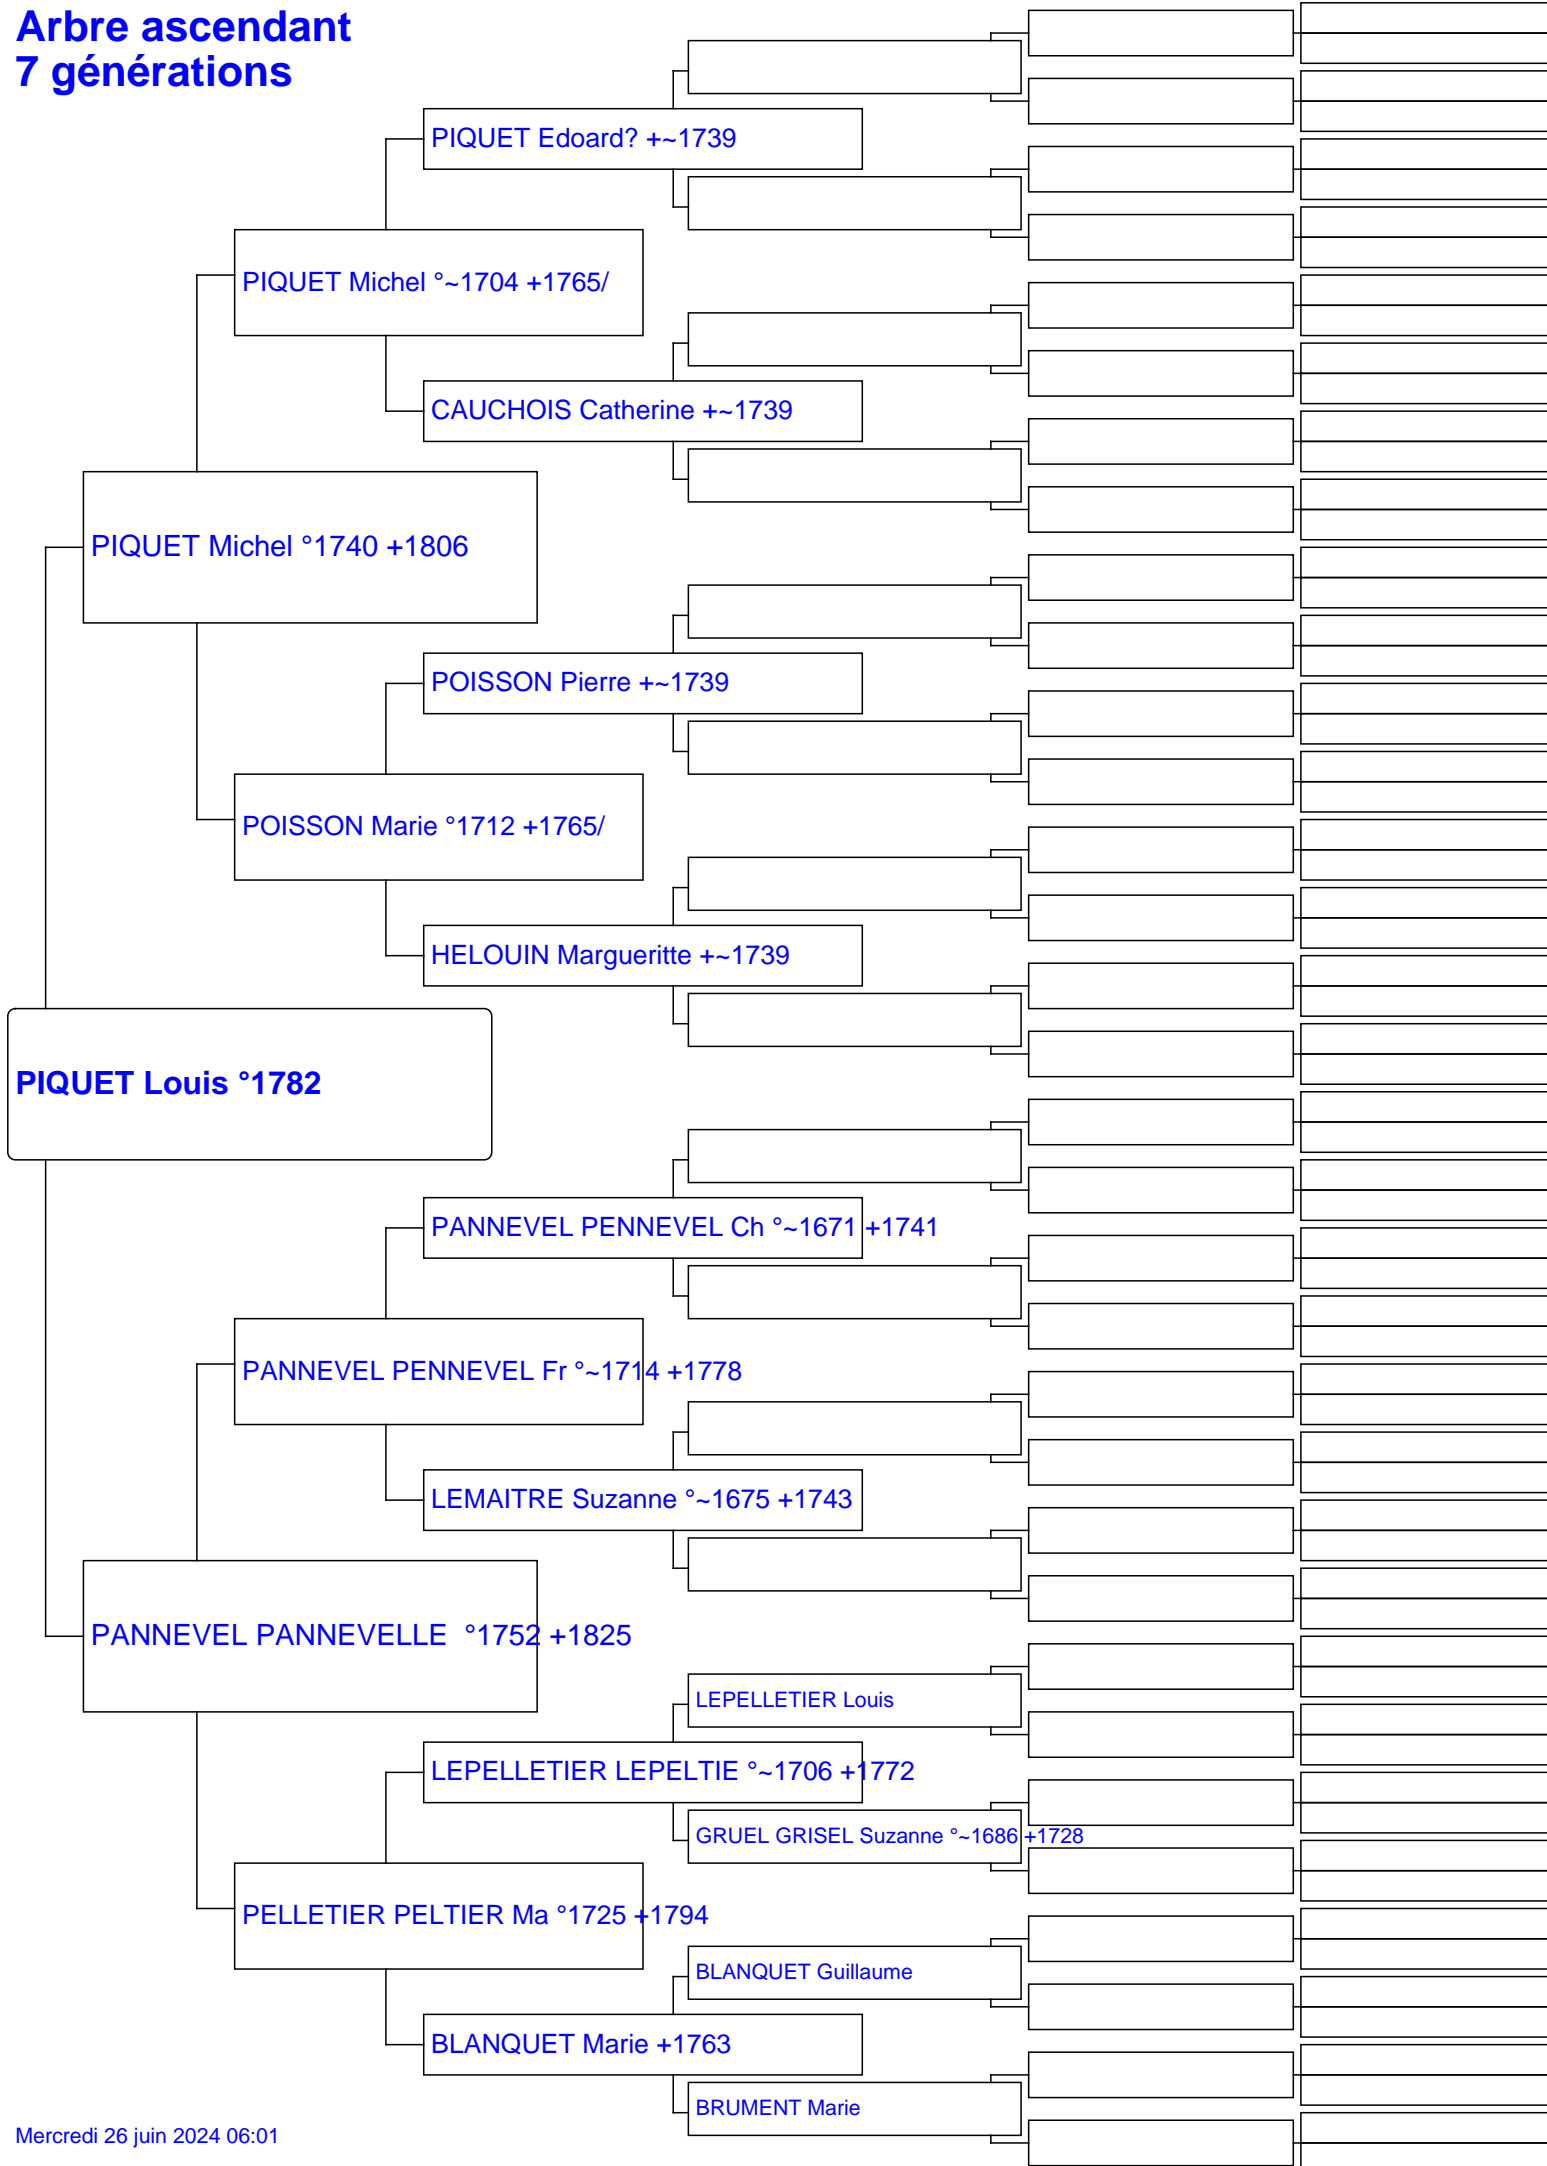 Arbre ascendant
7 générations
PIQUET Edoard? +~1739
PIQUET Michel °~1704 +1765/
CAUCHOIS Catherine +~1739
PIQUET Michel °1740 +1806
POISSON Pierre +~1739
POISSON Marie °1712 +1765/
HELOUIN Margueritte +~1739
PIQUET Louis °1782
PANNEVEL PENNEVEL Ch °~1671 +1741
PANNEVEL PENNEVEL Fr °~1714 +1778
LEMAITRE Suzanne °~1675 +1743
PANNEVEL PANNEVELLE  °1752 +1825
LEPELLETIER Louis
LEPELLETIER LEPELTIE °~1706 +1772
GRUEL GRISEL Suzanne °~1686 +1728
PELLETIER PELTIER Ma °1725 +1794
BLANQUET Guillaume
BLANQUET Marie +1763
BRUMENT Marie
Mercredi 26 juin 2024 06:01